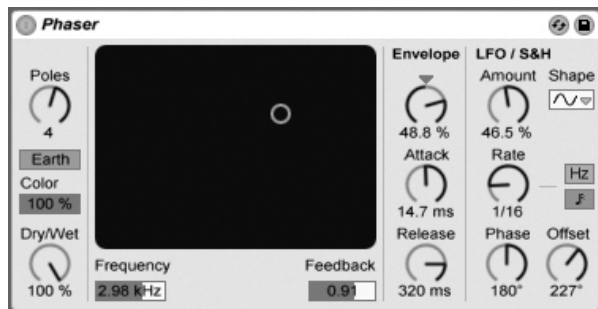 Phaser
Poles
4
Earth
Color
100 %
Dry/Wet
100 %
Frequency
2.98 kHz
Feedback
0.91
Envelope
48.8 %
Attack
14.7 ms
Release
320 ms
LFO / S&H
Amount
46.5 %
Shape
Rate
1/16
Hz
Phase
180°
Offset
227°